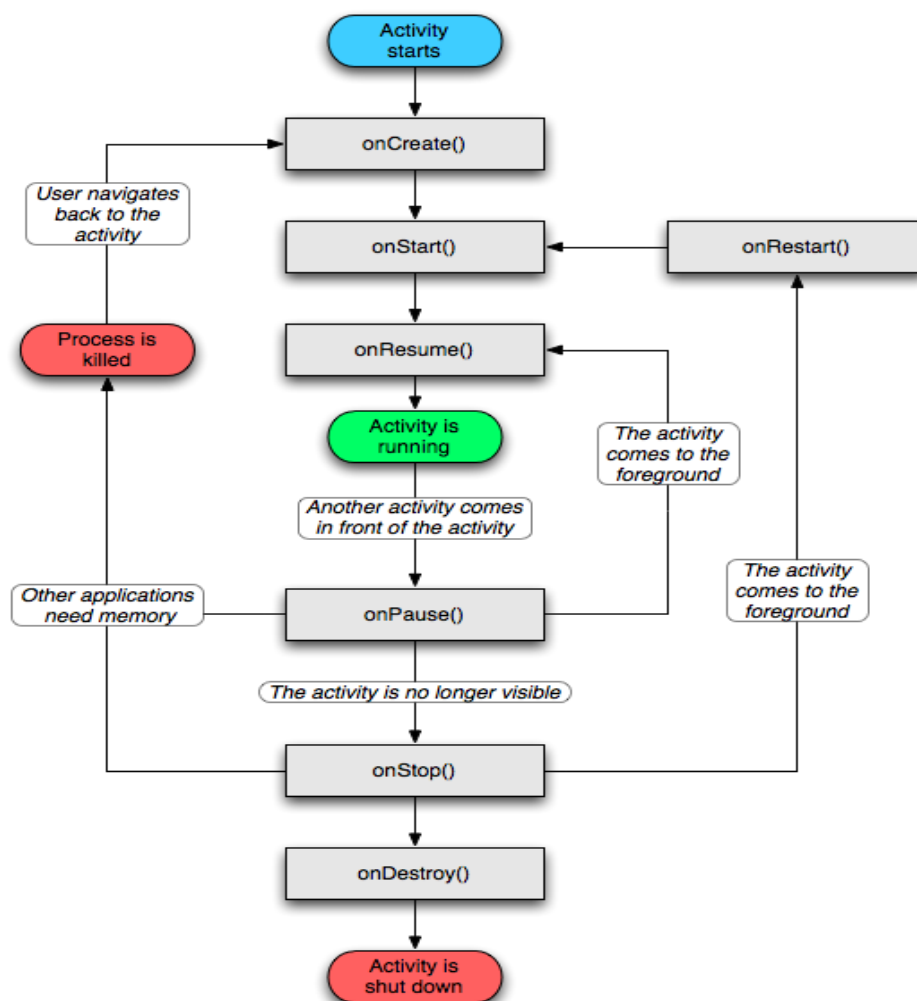 Activity
starts
onCreate()
User navigates
back to the
activity
onStart()
onRestart()
Process is
killed
onResume()
Activity is
running
The activity
comes to the
foreground
Another activity comes
in front of the activity
Other applications
need memory
onPause()
The activity
comes to the
foreground
The activity is no longer visible
onStop()
onDestroy()
Activity is
shut down